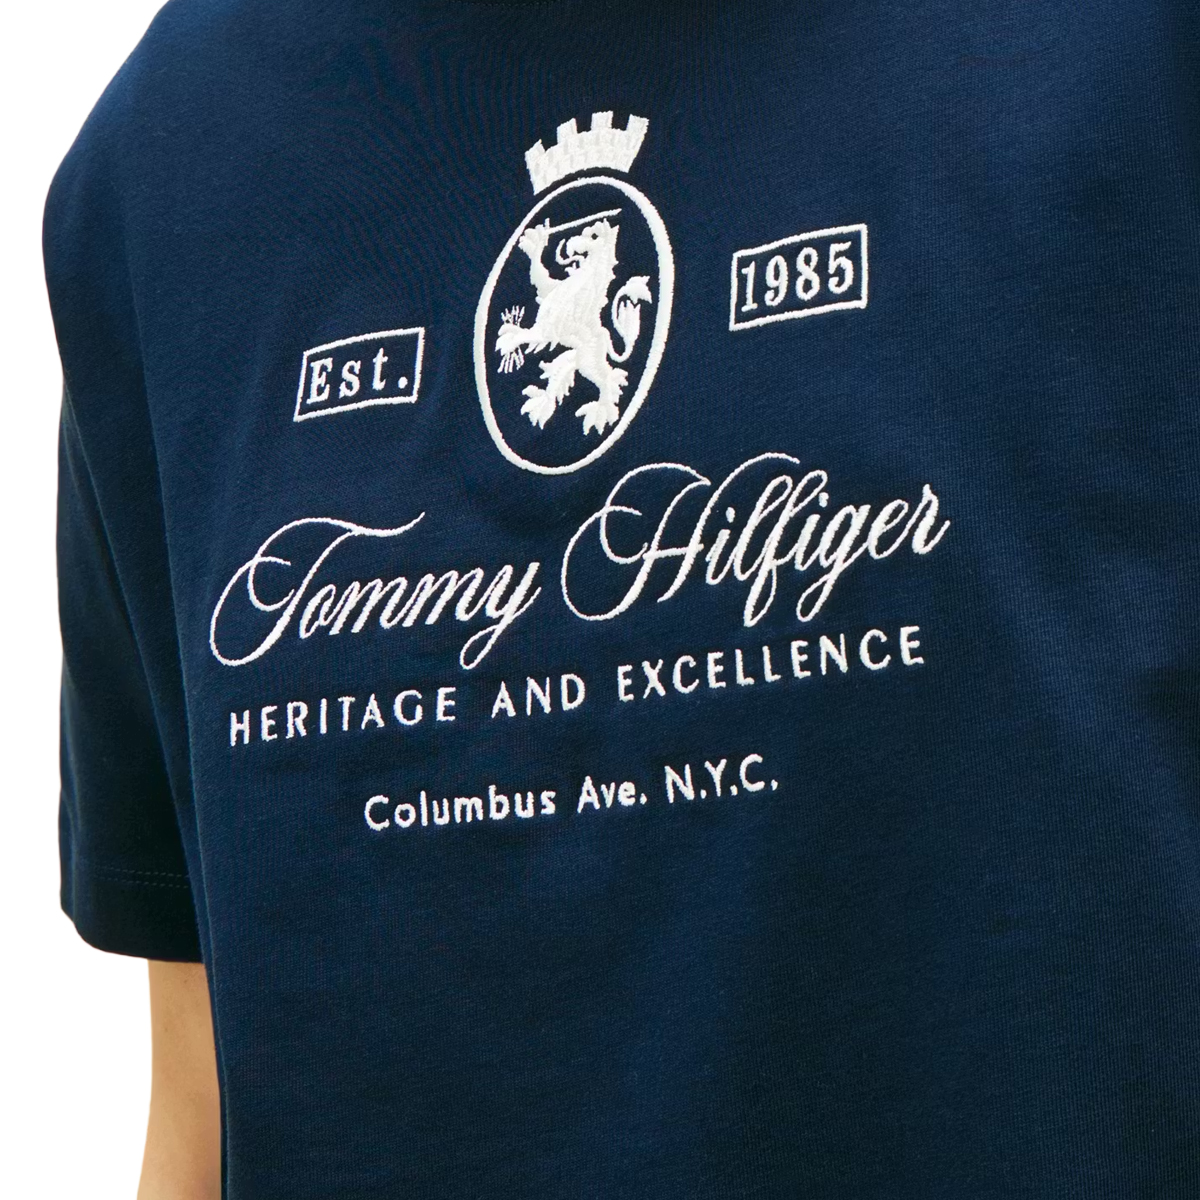 Est. 1985
Tommy Hilfiger
HERITAGE AND EXCELLENCE
Columbus Ave. N.Y.C.